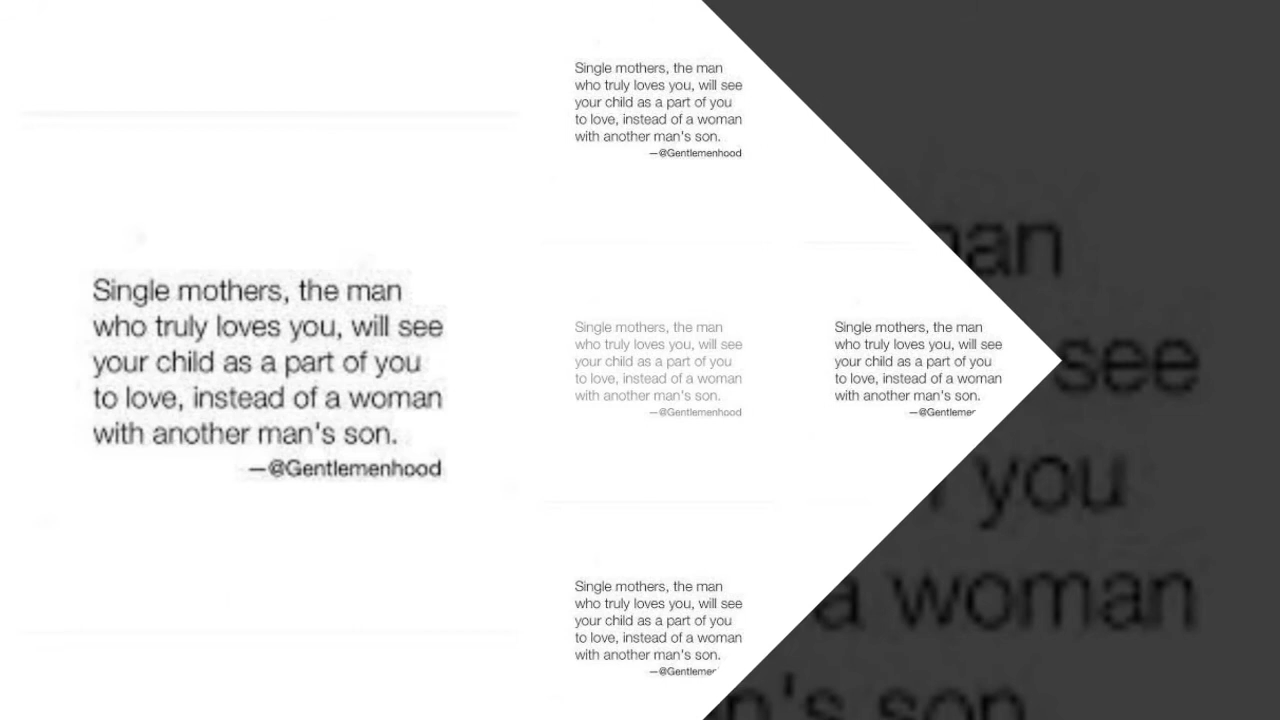 Single mothers, the man
who truly loves you, will see
your child as a part of you
to love, instead of a woman
with another man's son.
—@Gentlemenhood
Single mothers, the man
who truly loves you, will see
your child as a part of you
to love, instead of a woman
with another man's son.
—@Gentlemenhood
Single mothers, the man
who truly loves you, will see
your child as a part of you
to love, instead of a woman
with another man's son.
—@Gentlemenhood
Single mothers, the man
who truly loves you, will see
your child as a part of you
to love, instead of a woman
with another man's son.
—@Gentlemer
Single mothers, the man
who truly loves you, will see
your child as a part of you
to love, instead of a woman
with another man's son.
—@Gentlemer
see
you
a woman
's son